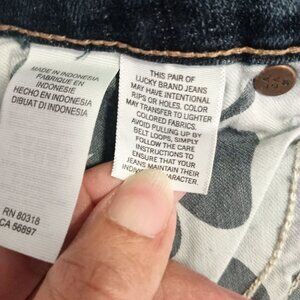 MADE IN INDONESIA
FABRIQUE EN
INDONESIE
HECHO EN INDONESIO
DIBUAT DI INDONESIA
RN 80318
CA 56897
THIS PAIR OF
LUCKY BRAND JEANS
MAY HAVE INTENTIONAL
RIPS OR HOLES. COLOR
MAY TRANSFER TO LIGHTER
COLORED FABRICS.
AVOID PULLING UP BY
BELT LOOPS, SIMPLY
FOLLOW THE CARE
INSTRUCTIONS TO
ENSURE THAT YOUR
JEANS MAINTAIN THEIR
CHARACTER.